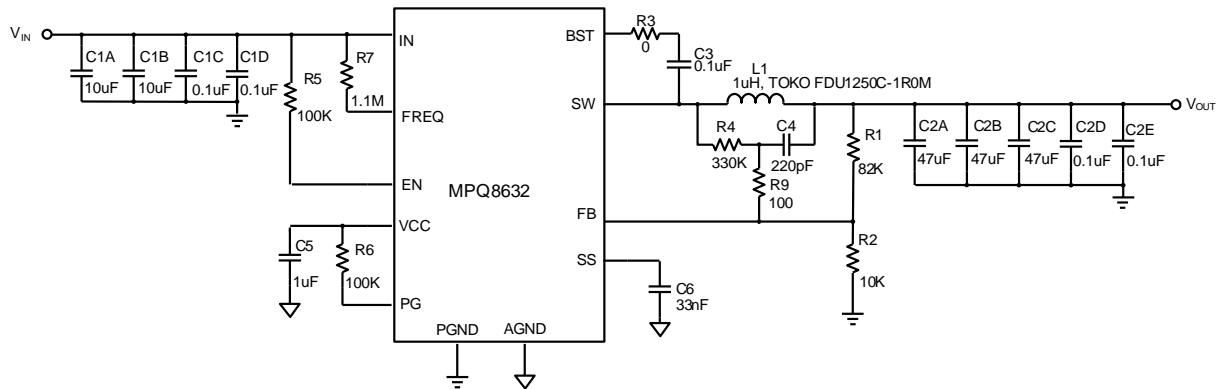 V_IN
C1A
10uF
C1B
10uF
C1C
0.1uF
C1D
0.1uF
R5
100K
R7
1.1M
C5
1uF
R6
100K
IN
FREQ
EN
VCC
PG
MPQ8632
PGND
AGND
BST
SW
FB
SS
R3
0
C3
0.1uF
L1
1uH, TOKO FDU1250C-1R0M
R4
330K
C4
220pF
R9
100
R1
82K
R2
10K
C6
33nF
C2A
47uF
C2B
47uF
C2C
47uF
C2D
0.1uF
C2E
0.1uF
V_OUT